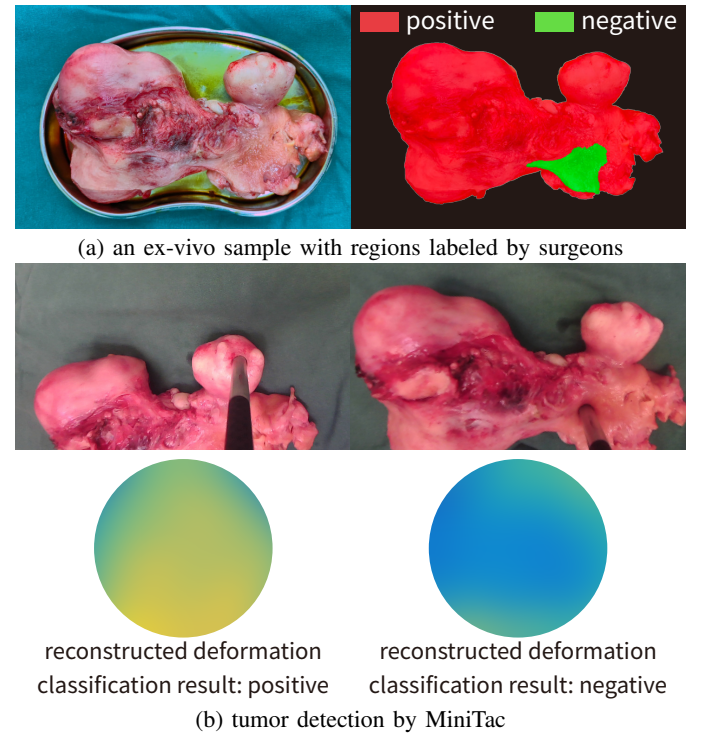 positive negative
(a) an ex-vivo sample with regions labeled by surgeons
reconstructed deformation
classification result: positive
reconstructed deformation
classification result: negative
(b) tumor detection by MiniTac